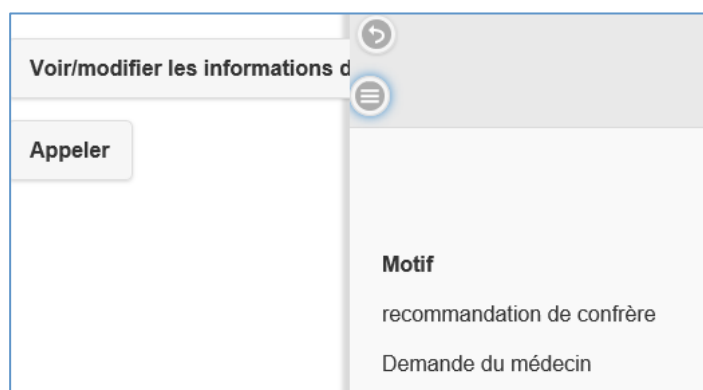 Voir/modifier les informations d
Appeler
Motif
recommandation de confrère
Demande du médecin